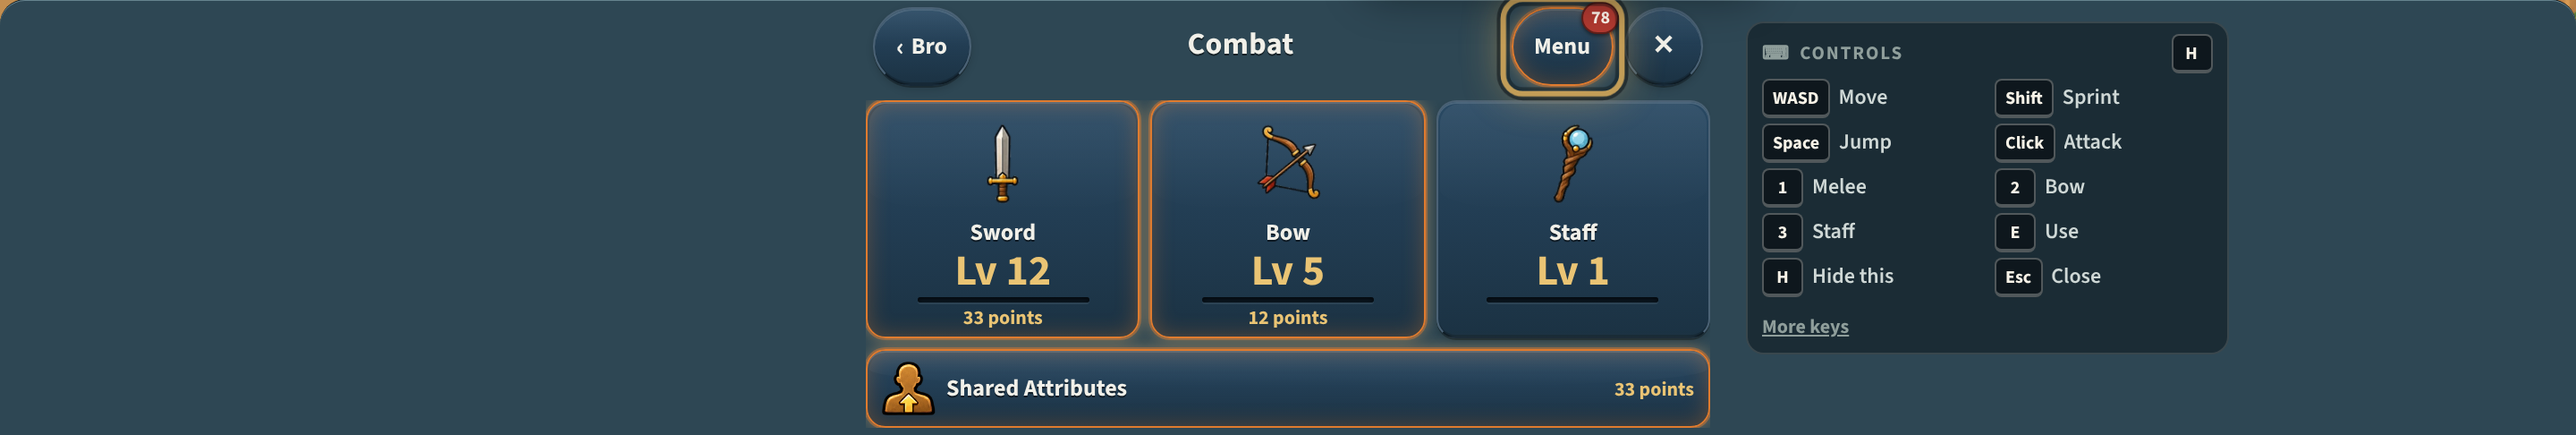 ‹ Bro
Combat
Menu
78
✕
Sword
Lv 12
33 points
Bow
Lv 5
12 points
Staff
Lv 1
Shared Attributes
33 points
CONTROLS
H
WASD Move
Shift Sprint
Space Jump
Click Attack
1 Melee
2 Bow
3 Staff
E Use
H Hide this
Esc Close
More keys